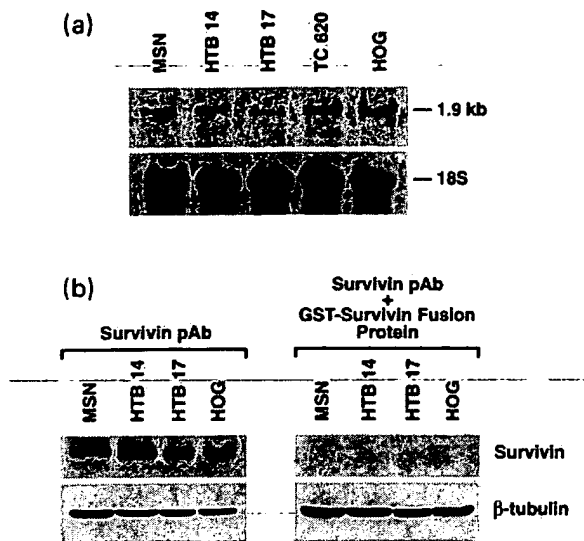 (a)
MSN HTB 14 HTB 17 TC 620 HOG
1.9 kb
18S
(b)
Survivin pAb
Survivin pAb
+
GST-Survivin Fusion
Protein
MSN HTB 14 HTB 17 HOG
MSN HTB 14 HTB 17 HOG
Survivin
β-tubulin